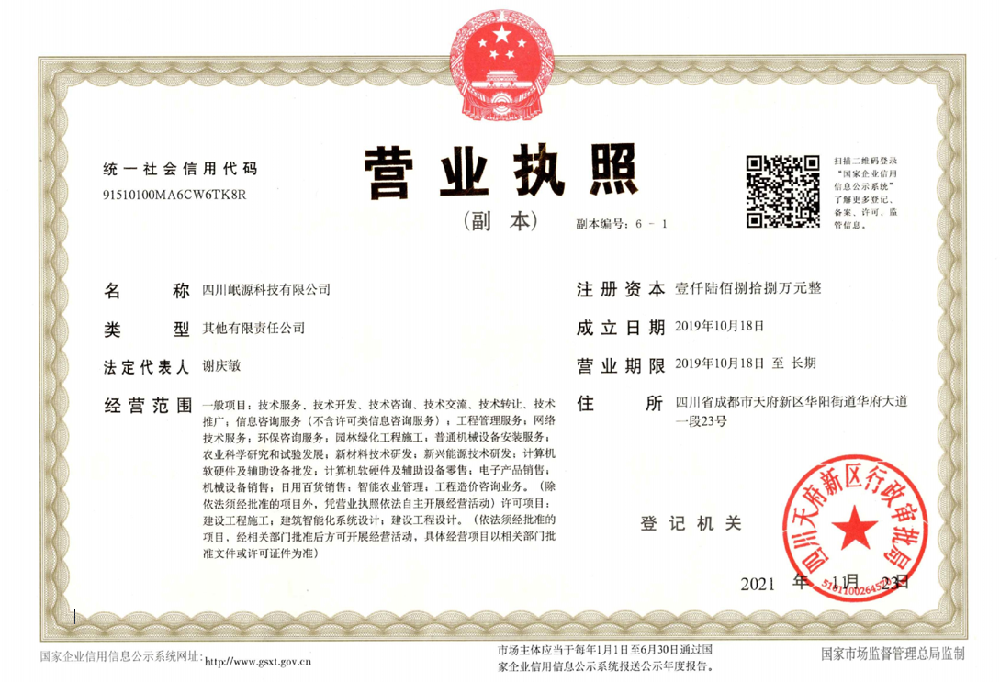 统一社会信用代码
91510100MA6CW6TK8R
营业执照
(副 本)
副本编号：6 - 1
扫描二维码登录
“国家企业信用
信息公示系统”
了解更多登记、
备案、许可、监
管信息。
名 称 四川岷源科技有限公司
类 型 其他有限责任公司
法定代表人 谢庆敏
经营范围 一般项目：技术服务、技术开发、技术咨询、技术交流、技术转让、技术
推广；信息咨询服务（不含许可类信息咨询服务）；工程管理服务；网络
技术服务；环保咨询服务；园林绿化工程施工；普通机械设备安装服务；
农业科学研究和试验发展；新材料技术研发；新兴能源技术研发；计算机
软硬件及辅助设备批发；计算机软硬件及辅助设备零售；电子产品销售；
机械设备销售；日用百货销售；智能农业管理；工程造价咨询业务。（除
依法须经批准的项目外，凭营业执照依法自主开展经营活动）许可项目：
建设工程施工；建筑智能化系统设计；建设工程设计。（依法须经批准的
项目，经相关部门批准后方可开展经营活动，具体经营项目以相关部门批
准文件或许可证件为准）
注册资本 壹仟陆佰捌拾捌万元整
成立日期 2019年10月18日
营业期限 2019年10月18日 至 长期
住 所 四川省成都市天府新区华阳街道华府大道
一段23号
登记机关
四川天府新区行政审批局
2021 年 11月 23日
国家企业信用信息公示系统网址：http://www.gsxt.gov.cn
市场主体应当于每年1月1日至6月30日通过国
家企业信用信息公示系统报送公示年度报告。
国家市场监督管理总局监制